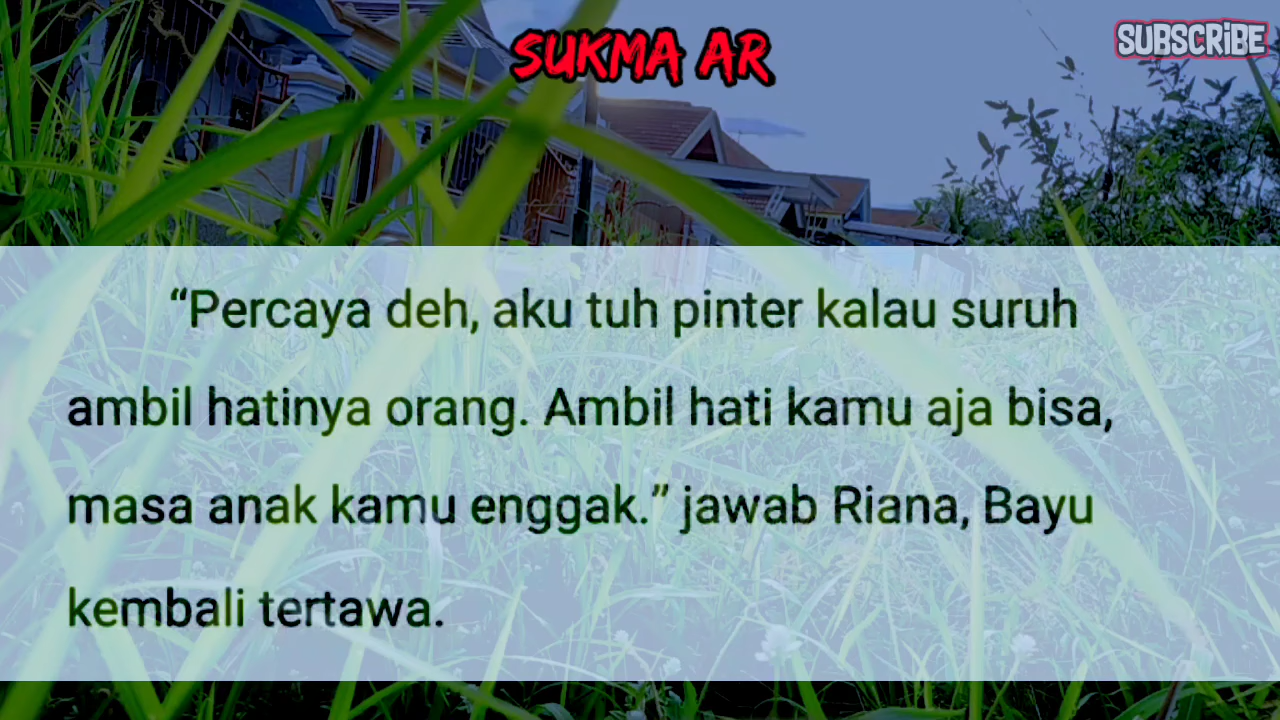 SUKMA AR
SUBSCRIBE
“Percaya deh, aku tuh pinter kalau suruh
ambil hatinya orang. Ambil hati kamu aja bisa,
masa anak kamu enggak.” jawab Riana, Bayu
kembali tertawa.